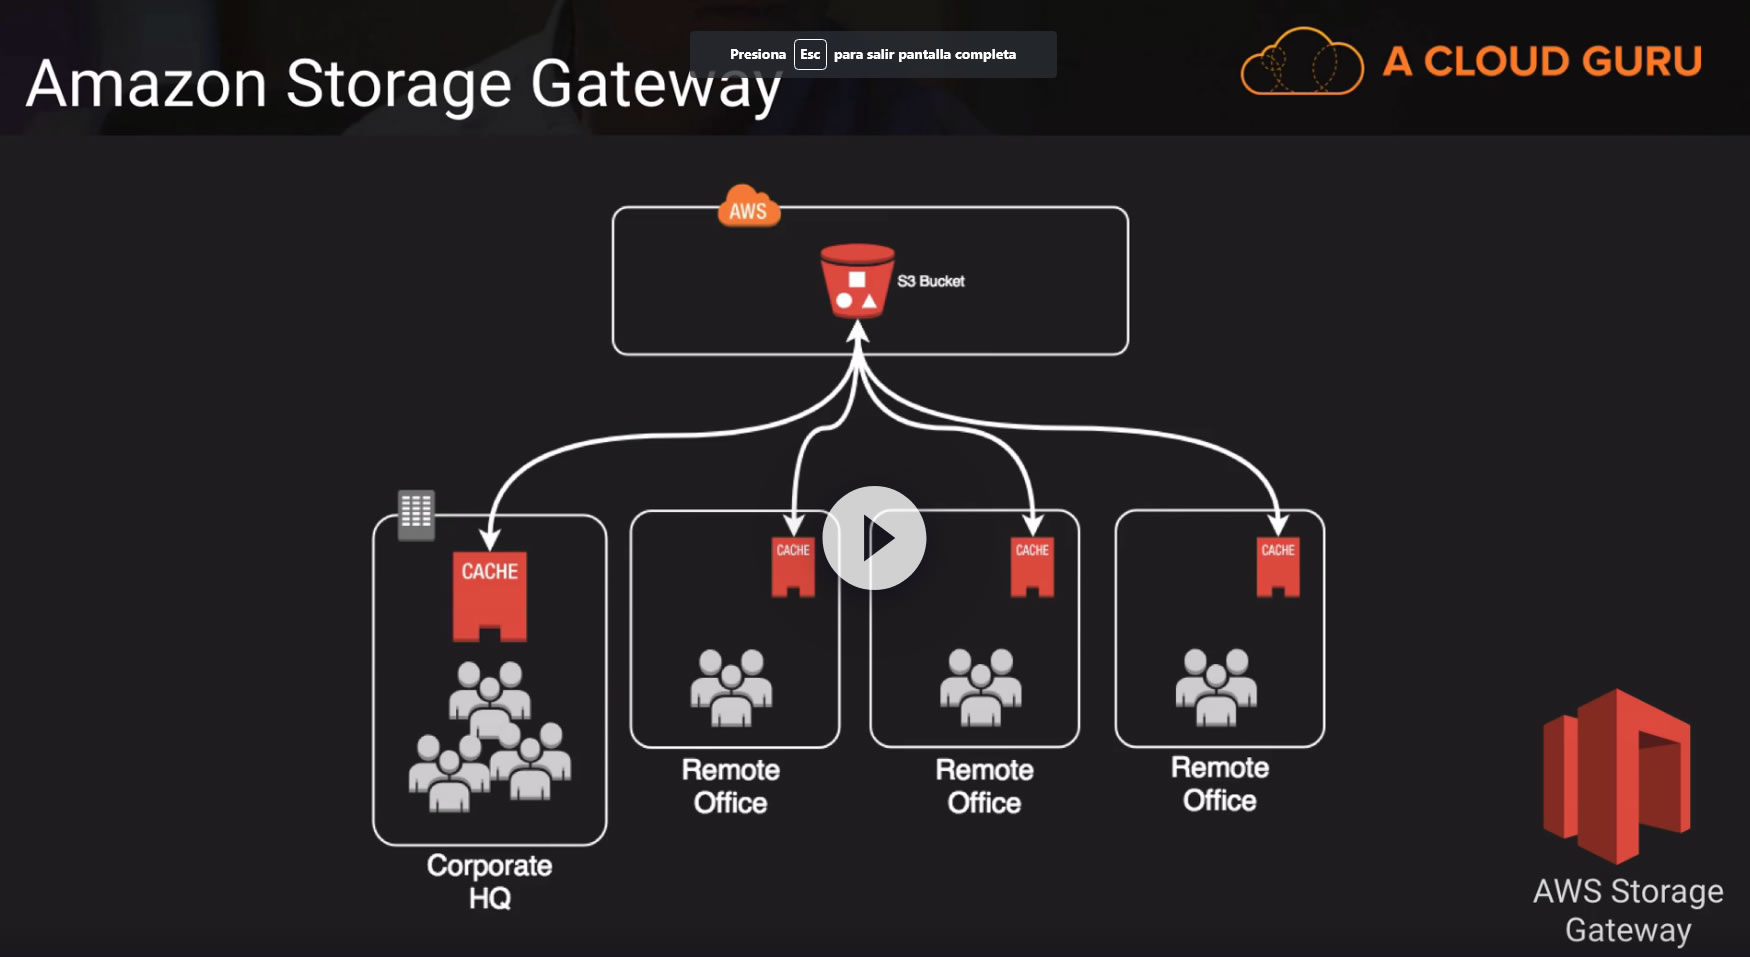 Presiona Esc para salir pantalla completa
Amazon Storage Gateway
A CLOUD GURU
AWS
S3 Bucket
CACHE
CACHE
CACHE
CACHE
Remote
Office
Remote
Office
Remote
Office
Corporate
HQ
AWS Storage
Gateway